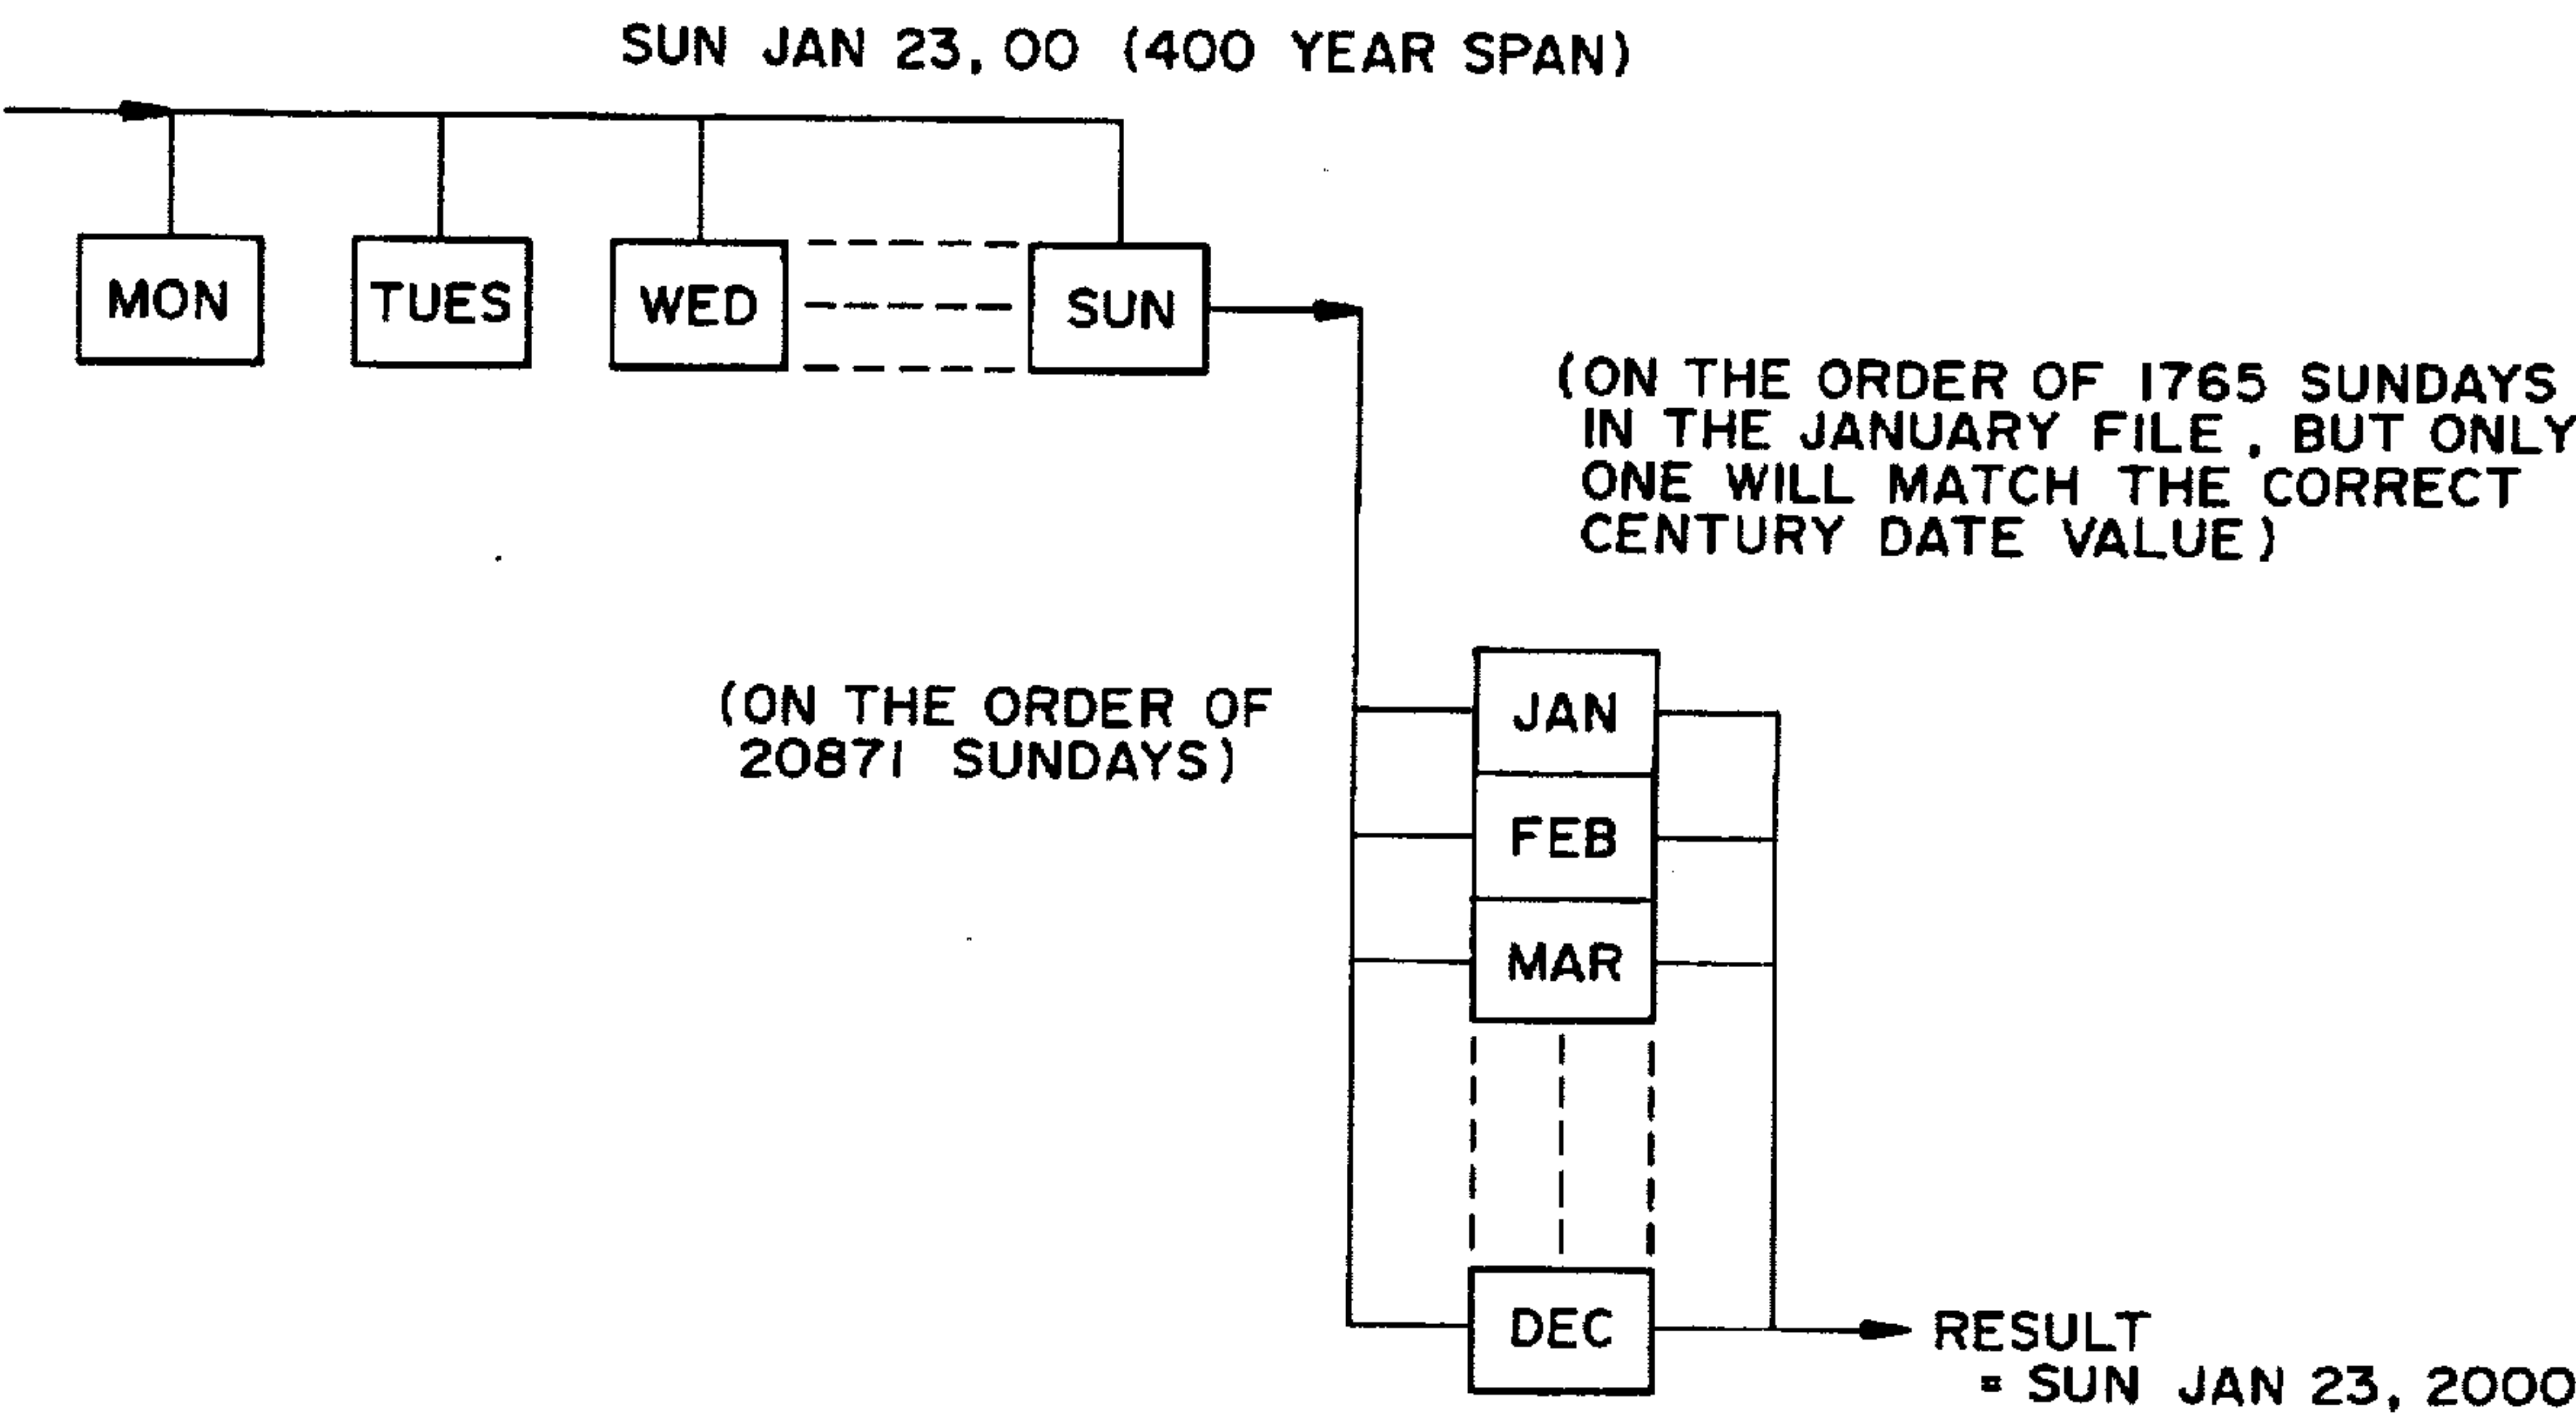 SUN JAN 23, 00 (400 YEAR SPAN)
MON
TUES
WED
SUN
(ON THE ORDER OF 1765 SUNDAYS
IN THE JANUARY FILE, BUT ONLY
ONE WILL MATCH THE CORRECT
CENTURY DATE VALUE)
(ON THE ORDER OF
20871 SUNDAYS)
JAN
FEB
MAR
DEC
RESULT
= SUN JAN 23, 2000